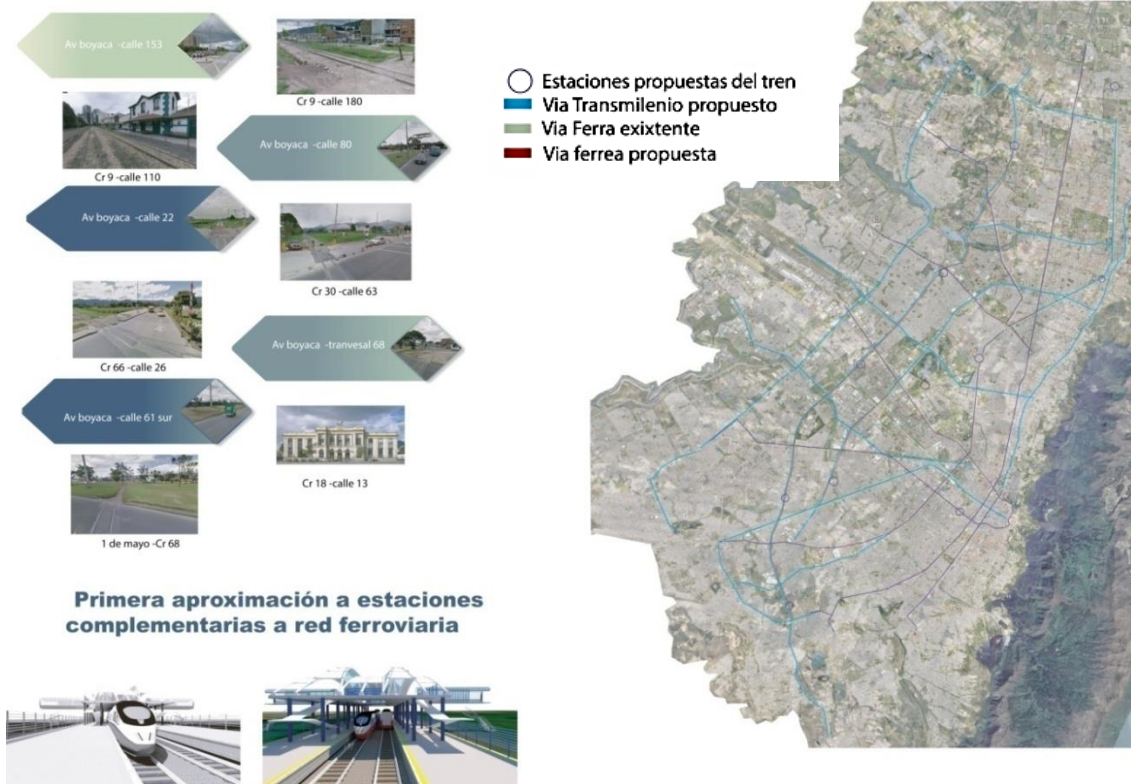 Av boyaca -calle 153
Cr 9 -calle 180
Cr 9 -calle 110
Av boyaca -calle 80
Av boyaca -calle 22
Cr 30 -calle 63
Cr 66 -calle 26
Av boyaca -tranvesal 68
Av boyaca -calle 61 sur
Cr 18 -calle 13
1 de mayo -Cr 68
Primera aproximación a estaciones
complementarias a red ferroviaria
Estaciones propuestas del tren
Via Transmilenio propuesto
Via Ferra exixtente
Via ferrea propuesta